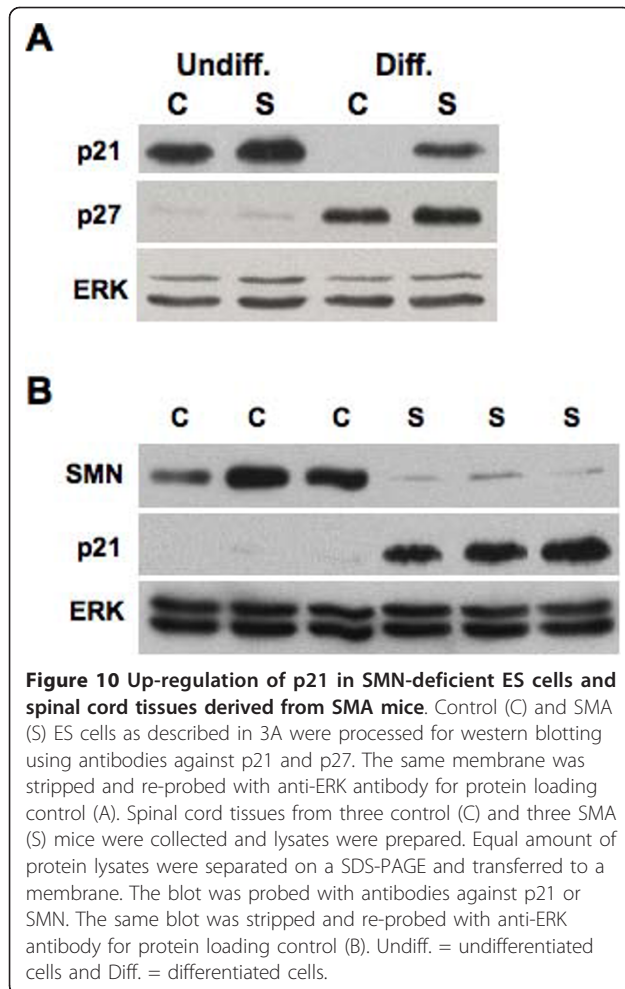 A
Undiff. Diff.
C S C S
p21
p27
ERK
B
C C C S S S
SMN
p21
ERK
Figure 10 Up-regulation of p21 in SMN-deficient ES cells and
spinal cord tissues derived from SMA mice. Control (C) and SMA
(S) ES cells as described in 3A were processed for western blotting
using antibodies against p21 and p27. The same membrane was
stripped and re-probed with anti-ERK antibody for protein loading
control (A). Spinal cord tissues from three control (C) and three SMA
(S) mice were collected and lysates were prepared. Equal amount of
protein lysates were separated on a SDS-PAGE and transferred to a
membrane. The blot was probed with antibodies against p21 or
SMN. The same blot was stripped and re-probed with anti-ERK
antibody for protein loading control (B). Undiff. = undifferentiated
cells and Diff. = differentiated cells.